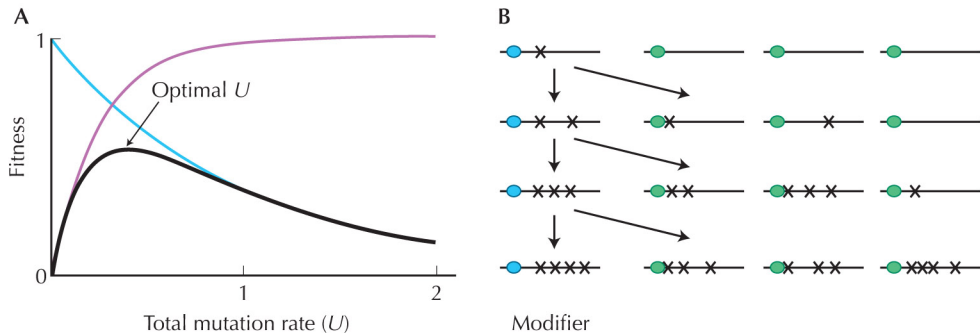 A
B
1
Optimal U
Fitness
0
1
2
Total mutation rate (U)
Modifier